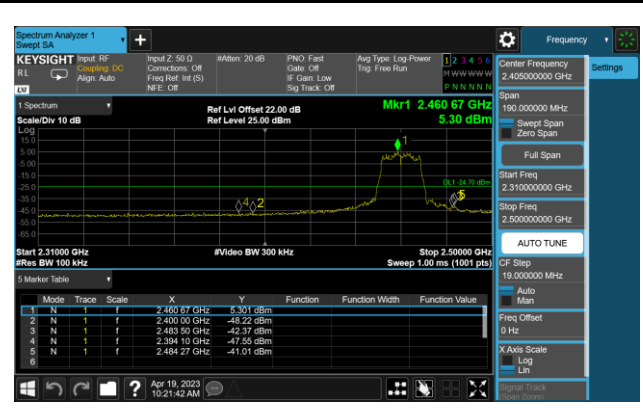 Spectrum Analyzer 1
Swept SA
Frequency
KEYSIGHT
RL
LXI
Input: RF
Coupling: DC
Align: Auto
Input Z: 50 Ω
Corrections: Off
Freq Ref: Int (S)
NFE: Off
#Atten: 20 dB
PNO: Fast
Gate: Off
IF Gain: Low
Sig Track: Off
Avg Type: Log-Power
Trig: Free Run
1 2 3 4 5 6
M W W W W W
P N N N N N
1 Spectrum
Scale/Div 10 dB
Log
Ref Lvl Offset 22.00 dB
Ref Level 25.00 dBm
Mkr1 2.460 67 GHz
5.30 dBm
15.0
5.00
-5.00
-15.0
-25.0
-35.0
-45.0
-55.0
-65.0
1
DL1 -24.70 dBm
4 2
5
Start 2.31000 GHz
#Res BW 100 kHz
#Video BW 300 kHz
Stop 2.50000 GHz
Sweep 1.00 ms (1001 pts)
5 Marker Table
Mode Trace Scale X Y Function Function Width Function Value
1 N 1 f 2.460 67 GHz 5.301 dBm
2 N 1 f 2.400 00 GHz -48.22 dBm
3 N 1 f 2.483 50 GHz -42.37 dBm
4 N 1 f 2.394 10 GHz -47.55 dBm
5 N 1 f 2.484 27 GHz -41.01 dBm
6
Apr 19, 2023
10:21:42 AM
Center Frequency
2.405000000 GHz
Settings
Span
190.000000 MHz
Swept Span
Zero Span
Full Span
Start Freq
2.310000000 GHz
Stop Freq
2.500000000 GHz
AUTO TUNE
CF Step
19.000000 MHz
Auto
Man
Freq Offset
0 Hz
X Axis Scale
Log
Lin
Signal Track
(Span Zoom)